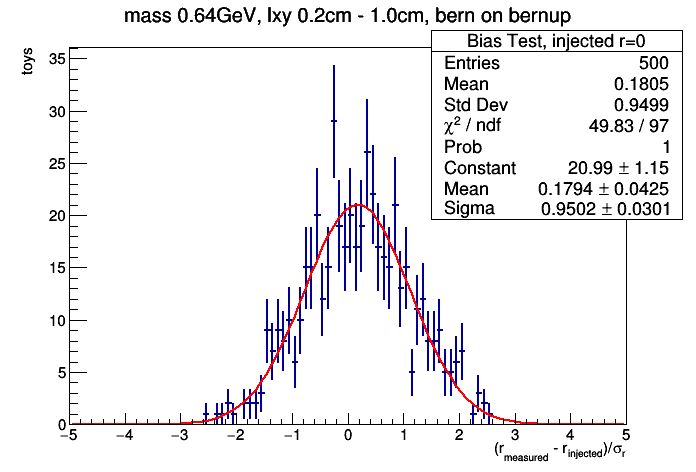 mass 0.64GeV, lxy 0.2cm - 1.0cm, bern on bernup
Bias Test, injected r=0
Entries 500
Mean 0.1805
Std Dev 0.9499
χ² / ndf 49.83 / 97
Prob 1
Constant 20.99 ± 1.15
Mean 0.1794 ± 0.0425
Sigma 0.9502 ± 0.0301
toys
35
30
25
20
15
10
5
0
−5 −4 −3 −2 −1 0 1 2 3 4 5
(r_measured - r_injected)/σ_r